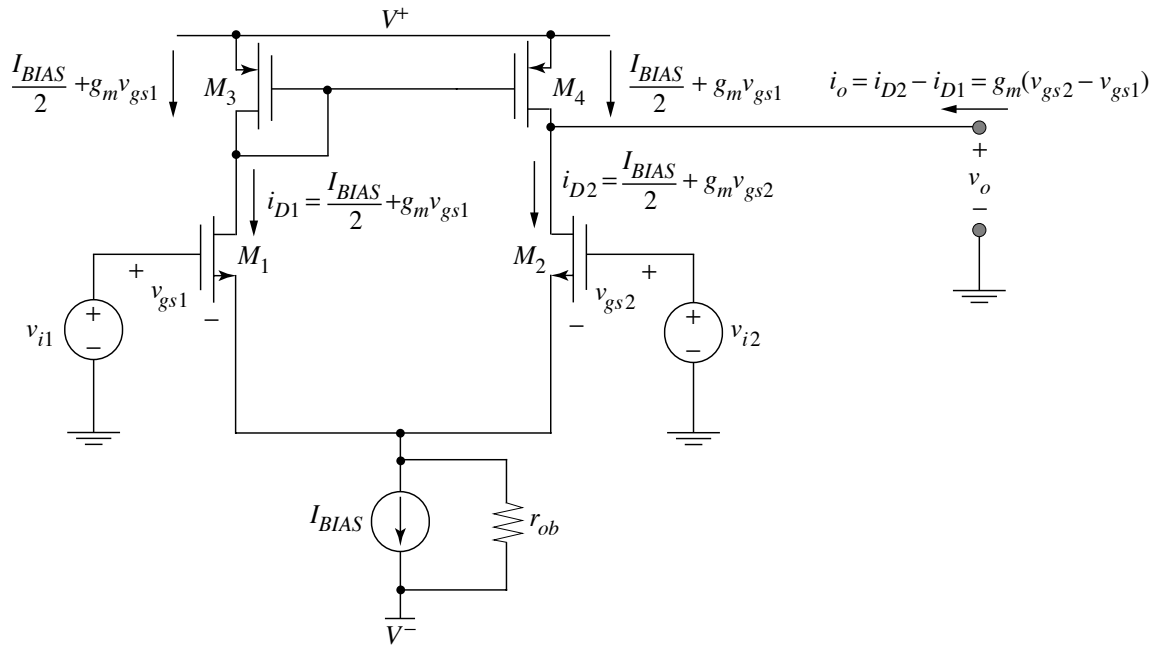 V⁺
I_BIAS/2 + g_m v_gs1
M₃
M₄
I_BIAS/2 + g_m v_gs1
i_o = i_D2 − i_D1 = g_m(v_gs2 − v_gs1)
+
v_o
−
i_D1 = I_BIAS/2 + g_m v_gs1
i_D2 = I_BIAS/2 + g_m v_gs2
M₁
M₂
+
v_gs1
−
+
v_gs2
−
v_i1
+
−
+
−
v_i2
I_BIAS
r_ob
V⁻